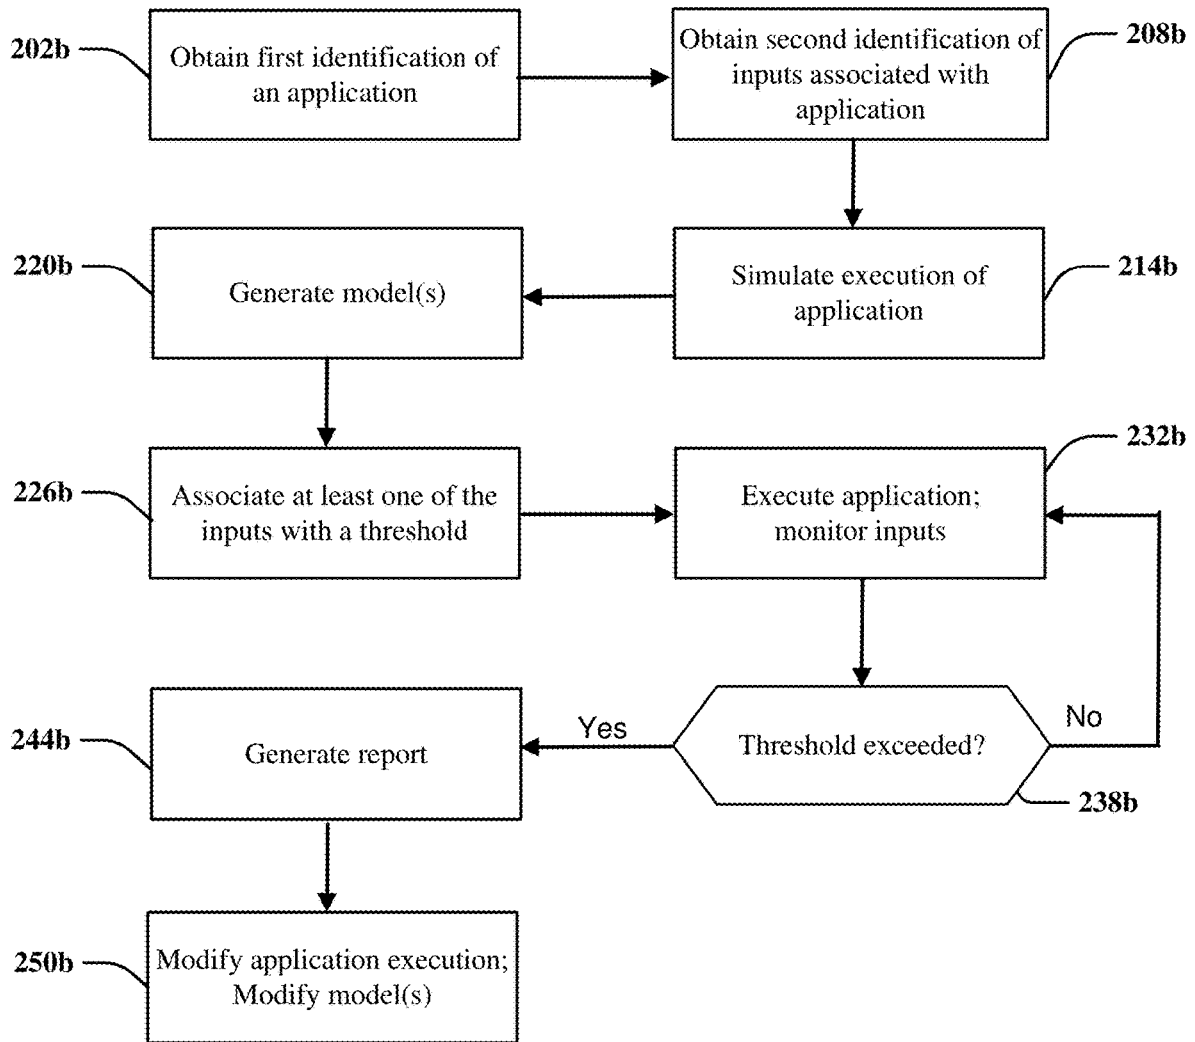 202b
Obtain first identification of
an application
Obtain second identification of
inputs associated with
application
208b
220b
Generate model(s)
Simulate execution of
application
214b
226b
Associate at least one of the
inputs with a threshold
Execute application;
monitor inputs
232b
244b
Generate report
Yes
Threshold exceeded?
No
238b
250b
Modify application execution;
Modify model(s)